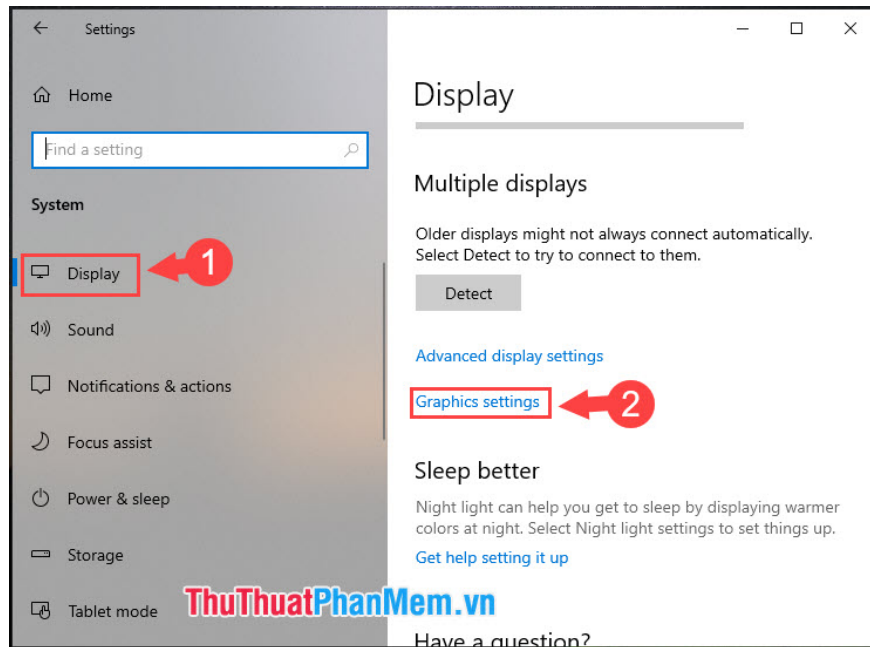 Settings
Home
Find a setting
System
Display
1
Sound
Notifications & actions
Focus assist
Power & sleep
Storage
Tablet mode
Display
Multiple displays
Older displays might not always connect automatically.
Select Detect to try to connect to them.
Detect
Advanced display settings
Graphics settings
2
Sleep better
Night light can help you get to sleep by displaying warmer
colors at night. Select Night light settings to set things up.
Get help setting it up
Have a question?
ThuThuatPhanMem.vn